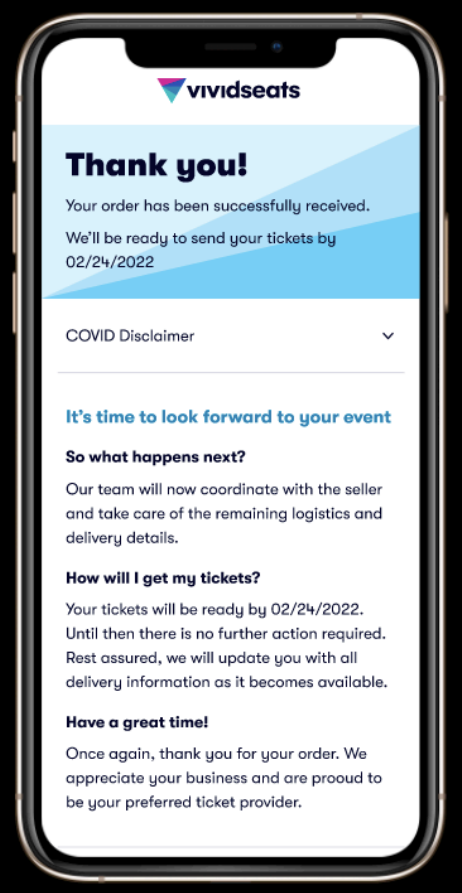 vividseats
Thank you!
Your order has been successfully received.
We'll be ready to send your tickets by
02/24/2022
COVID Disclaimer
It's time to look forward to your event
So what happens next?
Our team will now coordinate with the seller
and take care of the remaining logistics and
delivery details.
How will I get my tickets?
Your tickets will be ready by 02/24/2022.
Until then there is no further action required.
Rest assured, we will update you with all
delivery information as it becomes available.
Have a great time!
Once again, thank you for your order. We
appreciate your business and are prooud to
be your preferred ticket provider.